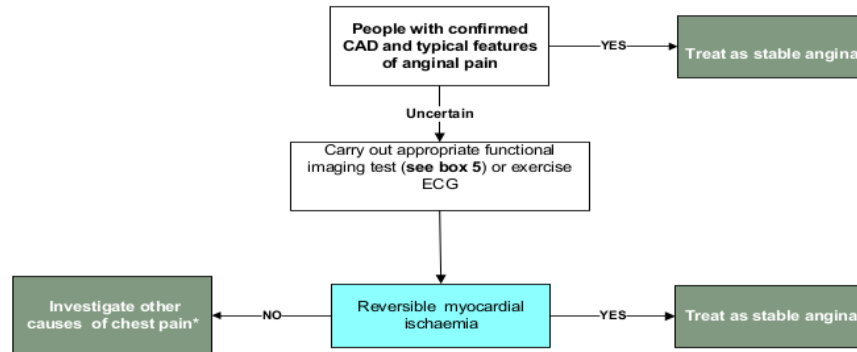 People with confirmed
CAD and typical features
of anginal pain
YES
Treat as stable angina
Uncertain
Carry out appropriate functional
imaging test (see box 5) or exercise
ECG
Investigate other
causes of chest pain*
NO
Reversible myocardial
ischaemia
YES
Treat as stable angina